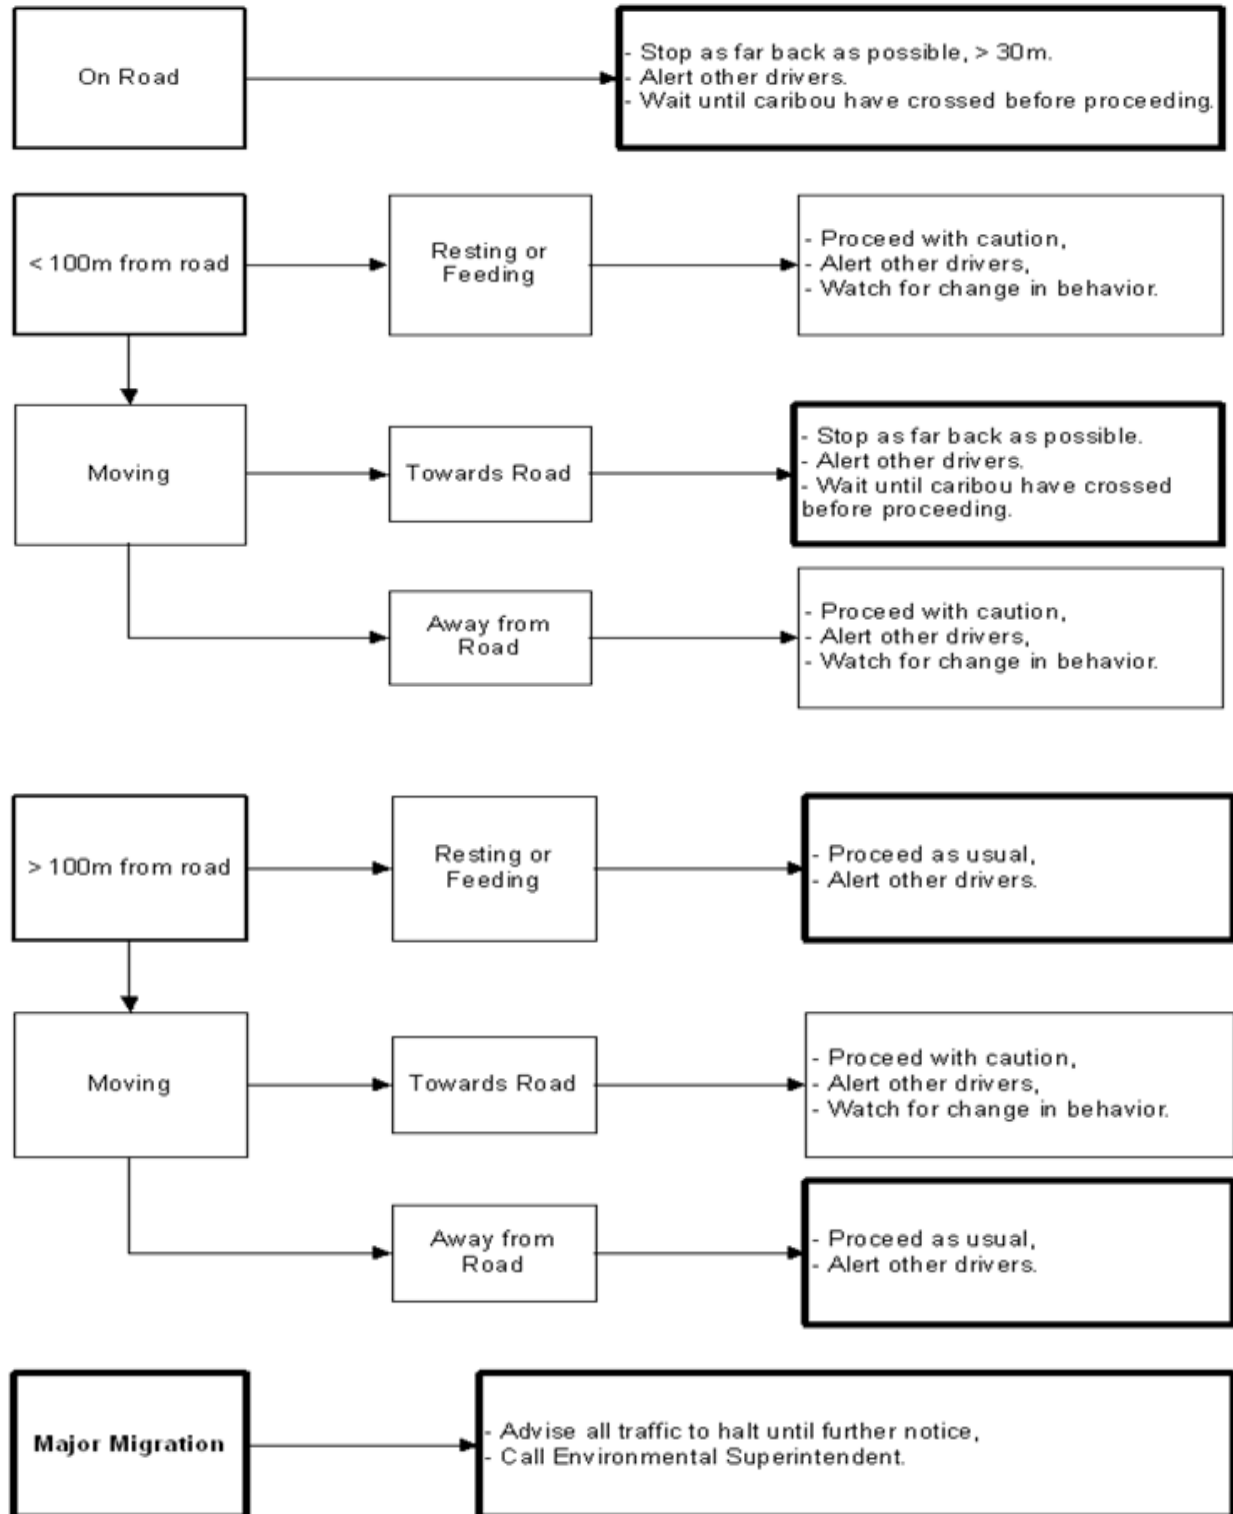 On Road
- Stop as far back as possible, > 30m.
- Alert other drivers.
- Wait until caribou have crossed before proceeding.
< 100m from road
Resting or
Feeding
- Proceed with caution,
- Alert other drivers,
- Watch for change in behavior.
Moving
Towards Road
- Stop as far back as possible.
- Alert other drivers.
- Wait until caribou have crossed
before proceeding.
Away from
Road
- Proceed with caution,
- Alert other drivers,
- Watch for change in behavior.
> 100m from road
Resting or
Feeding
- Proceed as usual,
- Alert other drivers.
Moving
Towards Road
- Proceed with caution,
- Alert other drivers,
- Watch for change in behavior.
Away from
Road
- Proceed as usual,
- Alert other drivers.
Major Migration
- Advise all traffic to halt until further notice,
- Call Environmental Superintendent.